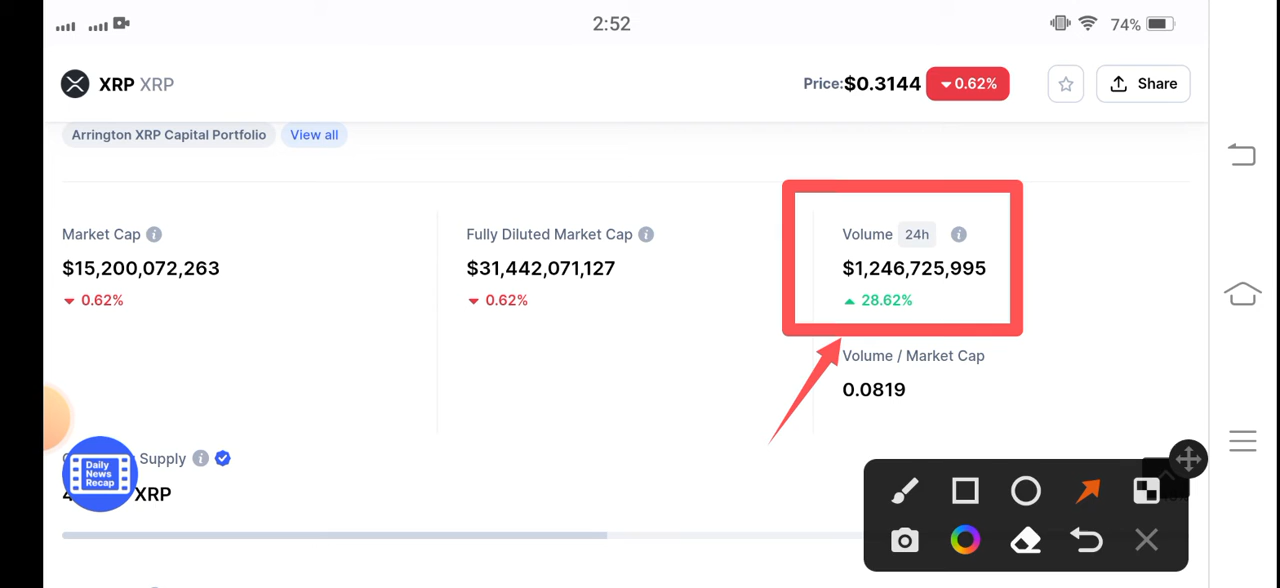 2:52
74%
XRP XRP
Price:$0.3144 0.62%
Share
Arrington XRP Capital Portfolio View all
Market Cap
$15,200,072,263
0.62%
Fully Diluted Market Cap
$31,442,071,127
0.62%
Volume 24h
$1,246,725,995
28.62%
Volume / Market Cap
0.0819
Supply
XRP
Daily
News
Recap